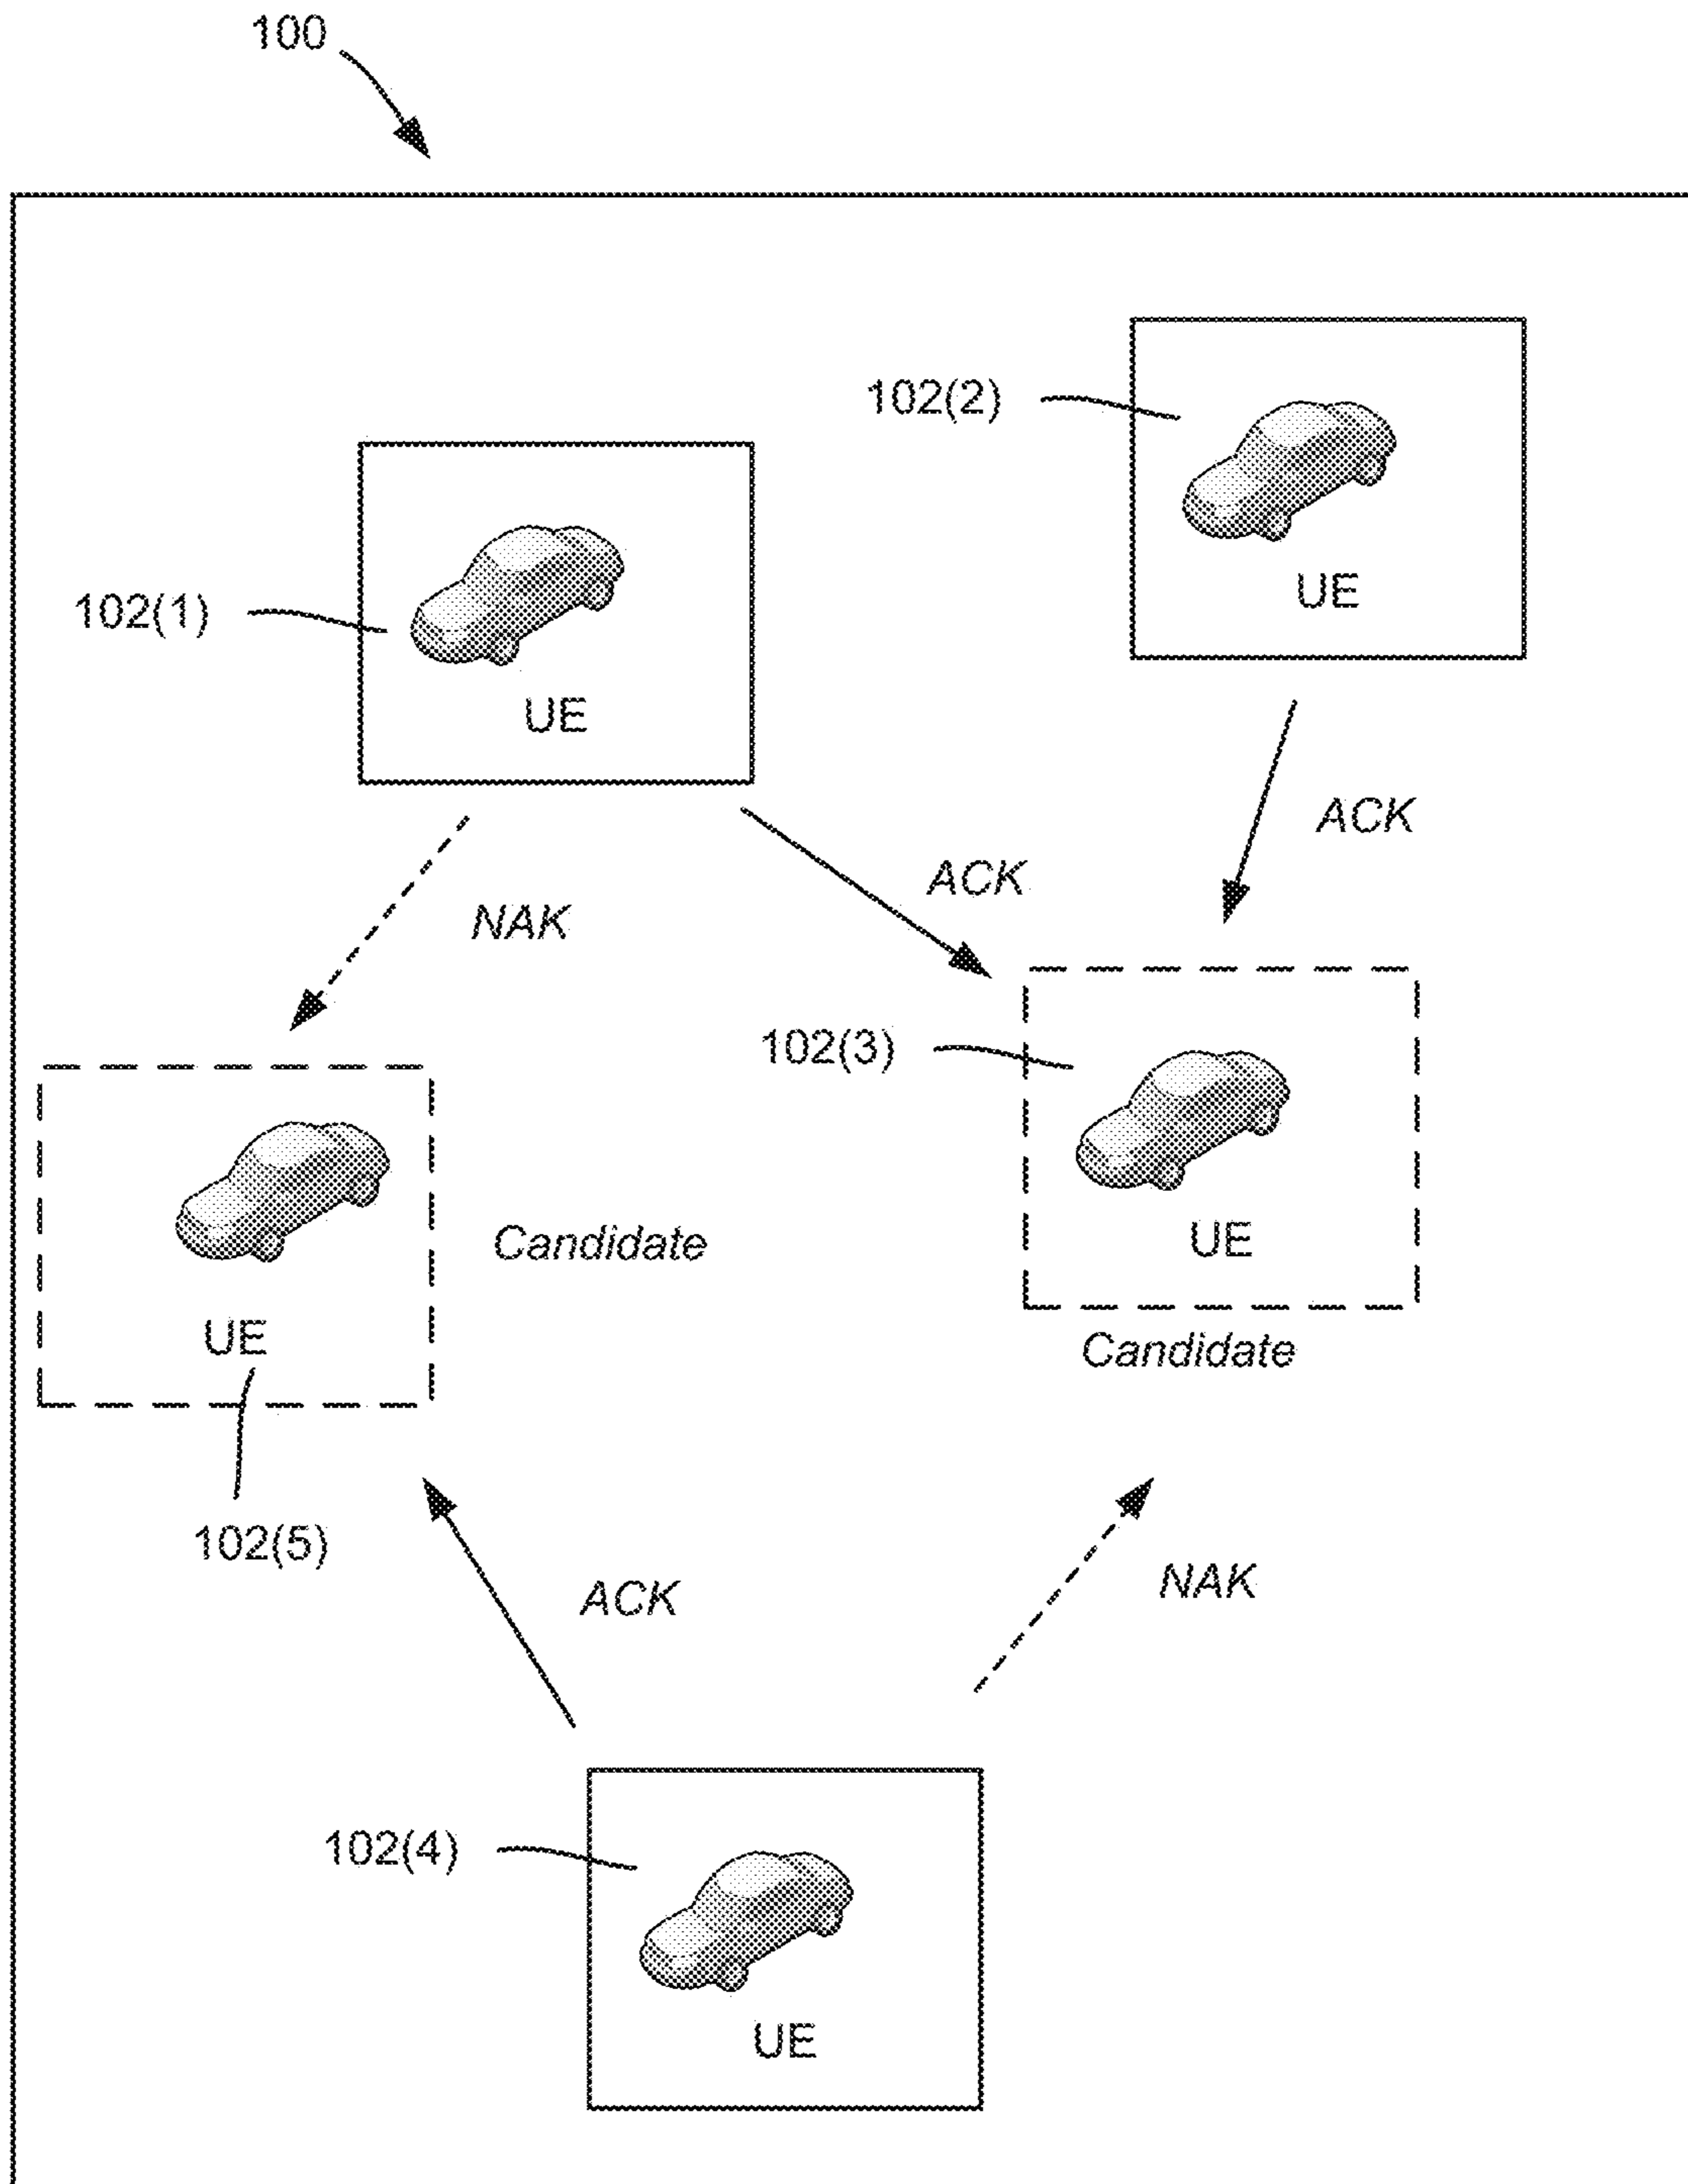 100
102(2)
UE
102(1)
UE
ACK
ACK
NAK
102(3)
UE
Candidate
Candidate
UE
102(5)
ACK
NAK
102(4)
UE